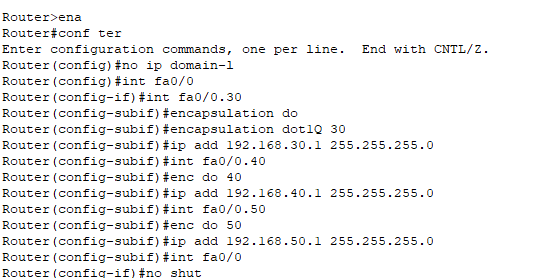 Router>ena
Router#conf ter
Enter configuration commands, one per line.  End with CNTL/Z.
Router(config)#no ip domain-l
Router(config)#int fa0/0
Router(config-if)#int fa0/0.30
Router(config-subif)#encapsulation do
Router(config-subif)#encapsulation dot1Q 30
Router(config-subif)#ip add 192.168.30.1 255.255.255.0
Router(config-subif)#int fa0/0.40
Router(config-subif)#enc do 40
Router(config-subif)#ip add 192.168.40.1 255.255.255.0
Router(config-subif)#int fa0/0.50
Router(config-subif)#enc do 50
Router(config-subif)#ip add 192.168.50.1 255.255.255.0
Router(config-subif)#int fa0/0
Router(config-if)#no shut